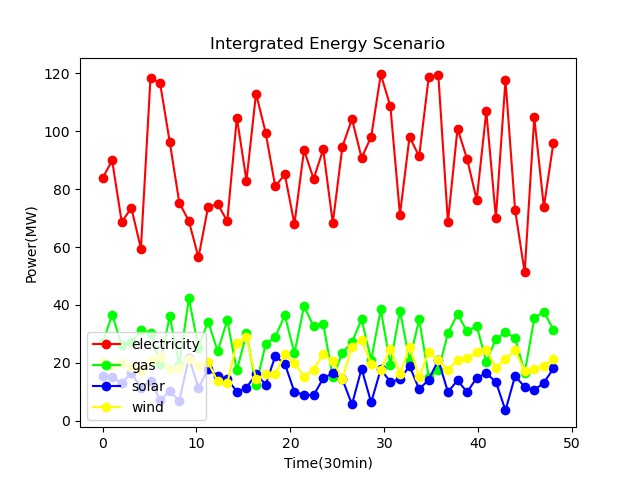 Intergrated Energy Scenario
Power(MW)
120
100
80
60
40
20
0
electricity
gas
solar
wind
0 10 20 30 40 50
Time(30min)